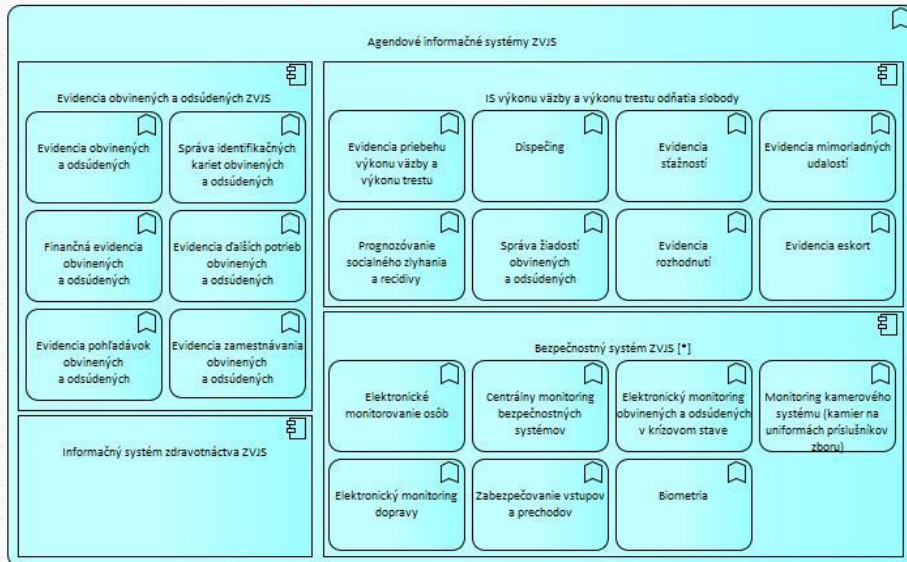 Agendové informačné systémy ZVJS
Evidencia obvinených a odsúdených ZVJS
Evidencia obvinených
a odsúdených
Správa identifikačných
kariet obvinených
a odsúdených
Finančná evidencia
obvinených
a odsúdených
Evidencia ďalších potrieb
obvinených
a odsúdených
Evidencia pohľadávok
obvinených
a odsúdených
Evidencia zamestnávania
obvinených
a odsúdených
Informačný systém zdravotníctva ZVJS
IS výkonu väzby a výkonu trestu odňatia slobody
Evidencia priebehu
výkonu väzby a
výkonu trestu
Dispečing
Evidencia
sťažností
Evidencia mimoriadných
udalostí
Prognozóvanie
socialného zlyhania
a recidivy
Správa žiadostí
obvinených
a odsúdených
Evidencia
rozhodnutí
Evidencia eskort
Bezpečnostný systém ZVJS [*]
Elektronické
monitorovanie osôb
Centrálny monitoring
bezpečnostných
systémov
Elektronický monitoring
obvinených a odsúdených
v krízovom stave
Monitoring kamerového
systému (kamier na
uniformách príslušníkov
zboru)
Elektronický monitoring
dopravy
Zabezpečovanie vstupov
a prechodov
Biometria